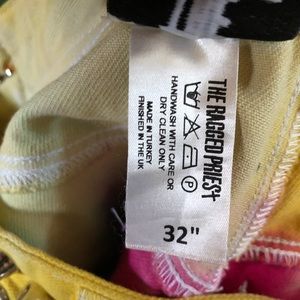 THE RAGGED PRIEST
P
HANDWASH WITH CARE OR
DRY CLEAN ONLY
MADE IN TURKEY
FINISHED IN THE UK
32"